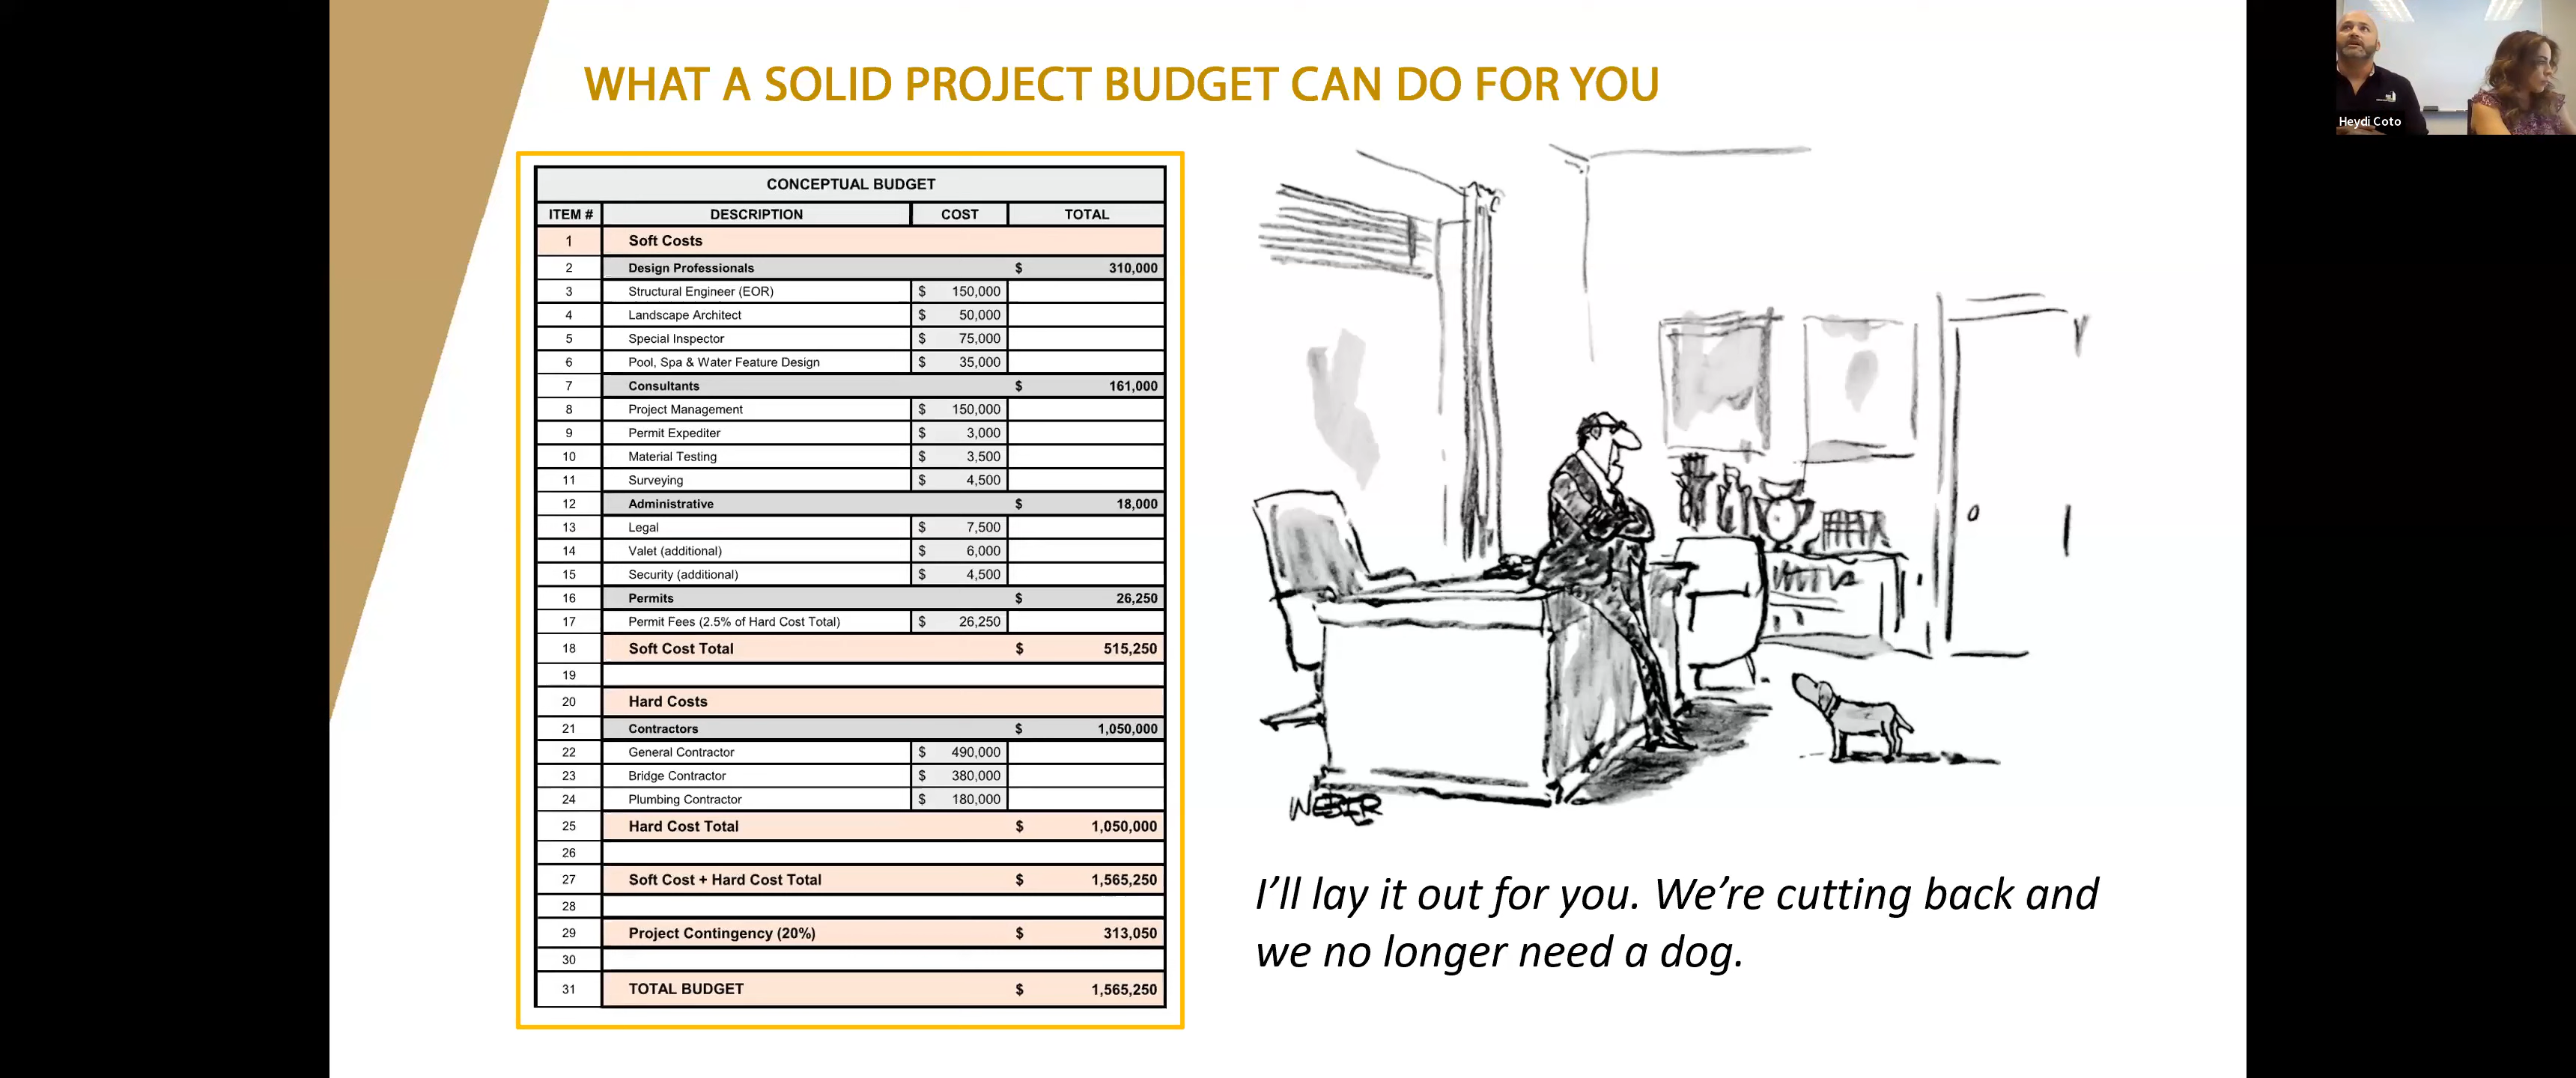 WHAT A SOLID PROJECT BUDGET CAN DO FOR YOU
Heydi Coto
CONCEPTUAL BUDGET
ITEM # DESCRIPTION COST TOTAL
1 Soft Costs
2 Design Professionals $ 310,000
3 Structural Engineer (EOR) $ 150,000
4 Landscape Architect $ 50,000
5 Special Inspector $ 75,000
6 Pool, Spa & Water Feature Design $ 35,000
7 Consultants $ 161,000
8 Project Management $ 150,000
9 Permit Expediter $ 3,000
10 Material Testing $ 3,500
11 Surveying $ 4,500
12 Administrative $ 18,000
13 Legal $ 7,500
14 Valet (additional) $ 6,000
15 Security (additional) $ 4,500
16 Permits $ 26,250
17 Permit Fees (2.5% of Hard Cost Total) $ 26,250
18 Soft Cost Total $ 515,250
19
20 Hard Costs
21 Contractors $ 1,050,000
22 General Contractor $ 490,000
23 Bridge Contractor $ 380,000
24 Plumbing Contractor $ 180,000
25 Hard Cost Total $ 1,050,000
26
27 Soft Cost + Hard Cost Total $ 1,565,250
28
29 Project Contingency (20%) $ 313,050
30
31 TOTAL BUDGET $ 1,565,250
WEBER
I’ll lay it out for you. We’re cutting back and
we no longer need a dog.